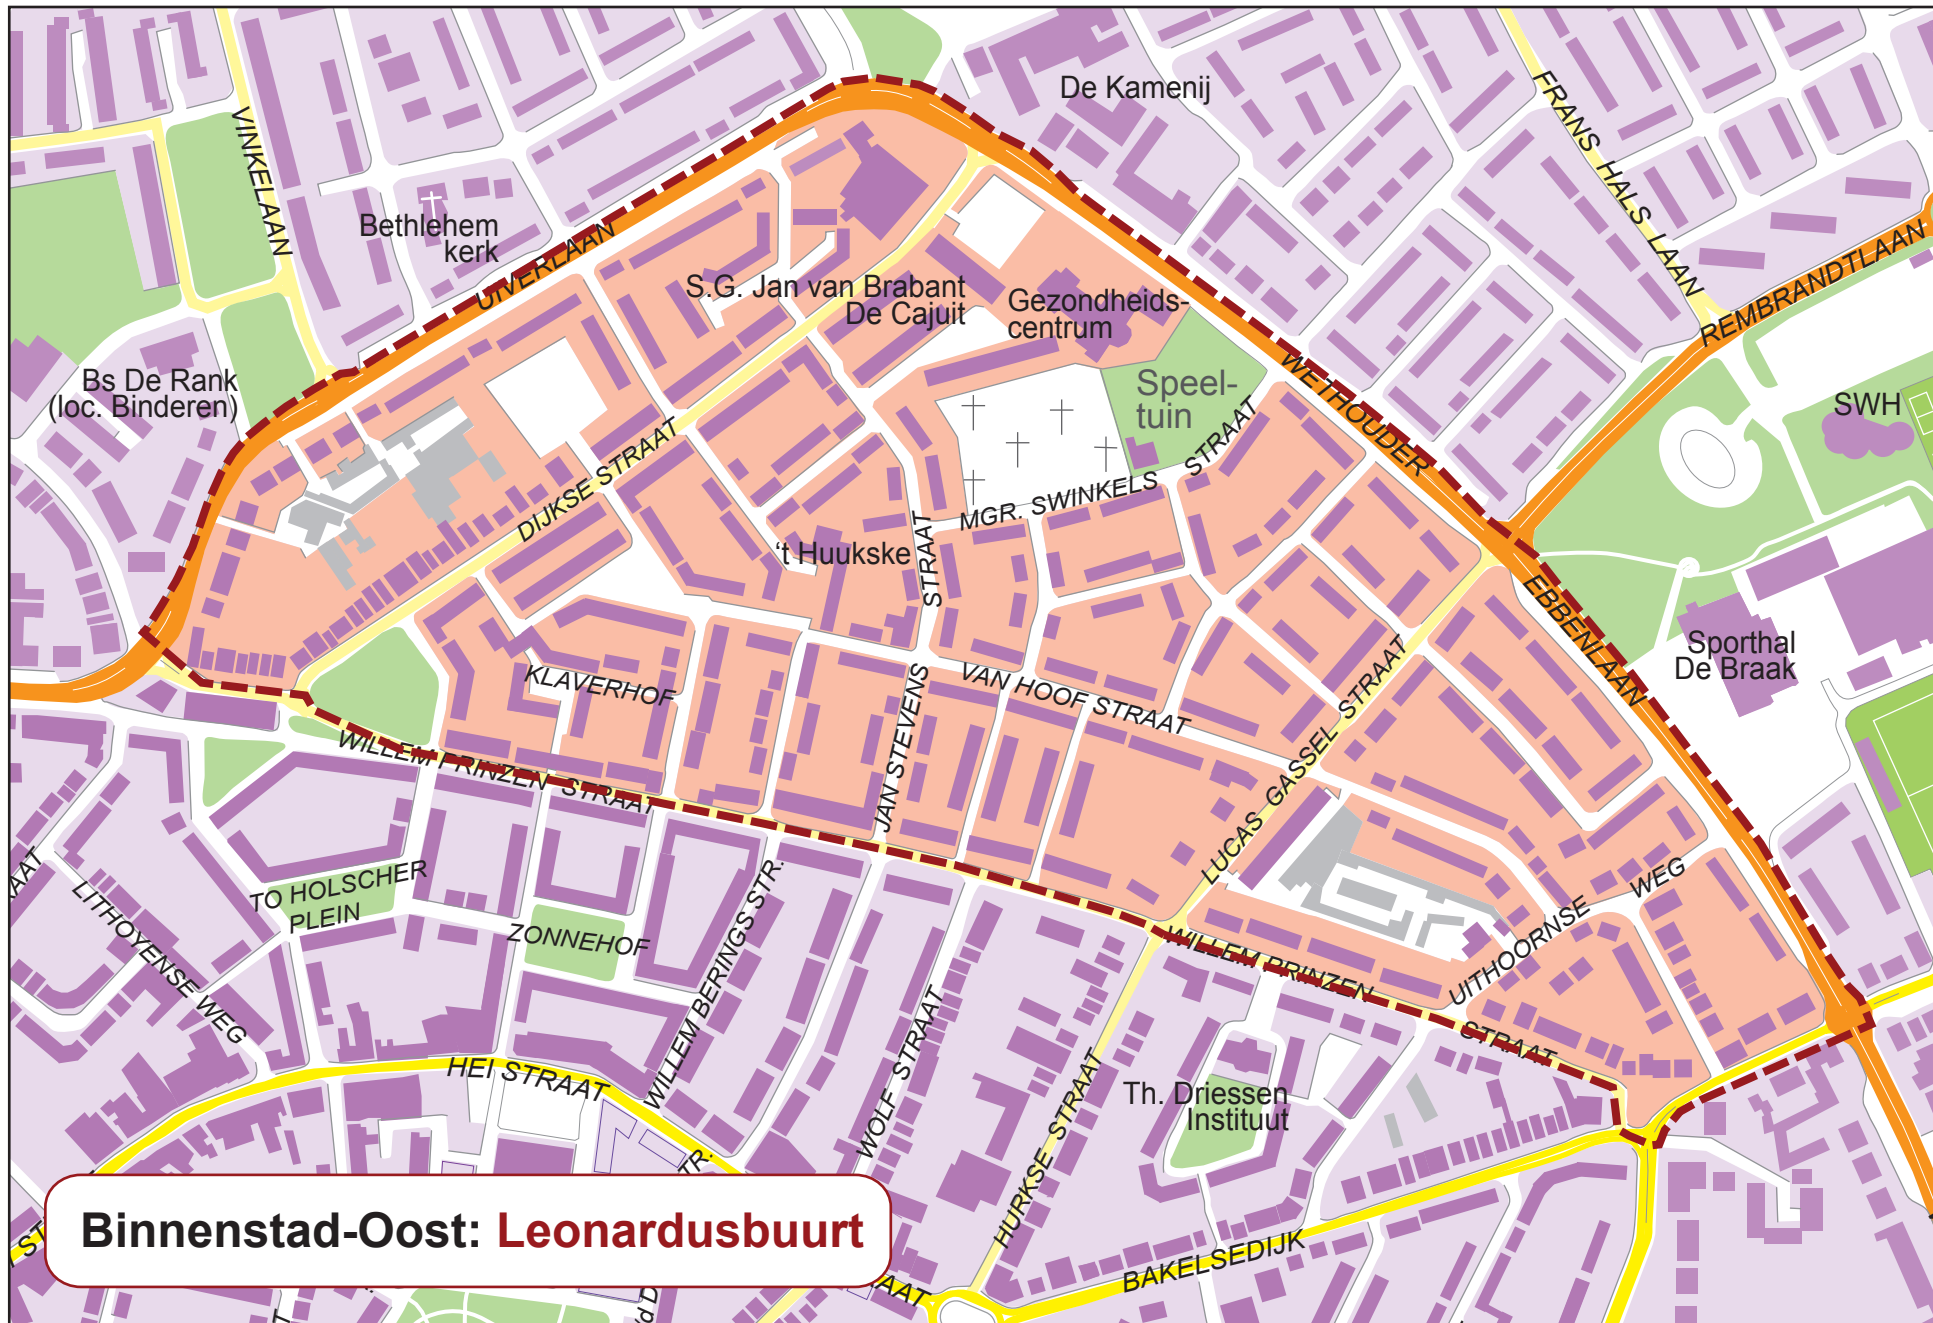 De Kamenij
FRANS HALS LAAN
VINKELAAN
Bethlehem
kerk
UIVERLAAN
REMBRANDTLAAN
S.G. Jan van Brabant
De Cajuit
Gezondheids-
centrum
Bs De Rank
(loc. Binderen)
Speel-
tuin
WETHOUDER
EBBENLAAN
SWH
DIJKSE STRAAT
MGR. SWINKELS STRAAT
't Huukske
JAN STEVENS STRAAT
Sporthal
De Braak
KLAVERHOF
VAN HOOF STRAAT
LUCAS GASSEL STRAAT
WILLEM PRINZEN STRAAT
TO HOLSCHER
PLEIN
ZONNEHOF
LITHOYENSE WEG
WILLEM BERINGS STR.
UITHOORNSE WEG
WILLEM PRINZEN STRAAT
HEI STRAAT
WOLF STRAAT
HURKSE STRAAT
Th. Driessen
Instituut
BAKELSEDIJK
Binnenstad-Oost: Leonardusbuurt